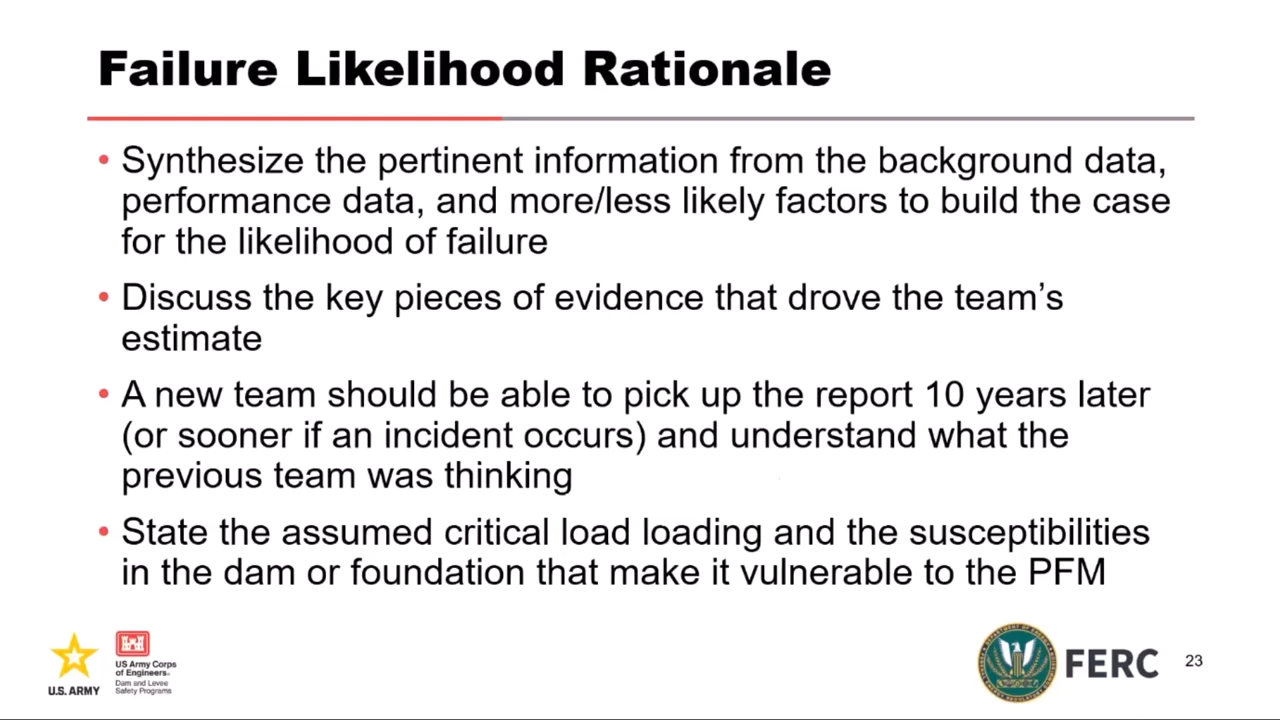 Failure Likelihood Rationale
• Synthesize the pertinent information from the background data,
performance data, and more/less likely factors to build the case
for the likelihood of failure
• Discuss the key pieces of evidence that drove the team’s
estimate
• A new team should be able to pick up the report 10 years later
(or sooner if an incident occurs) and understand what the
previous team was thinking
• State the assumed critical load loading and the susceptibilities
in the dam or foundation that make it vulnerable to the PFM
U.S. ARMY
US Army Corps
of Engineers®
Dam and Levee
Safety Programs
FERC
23